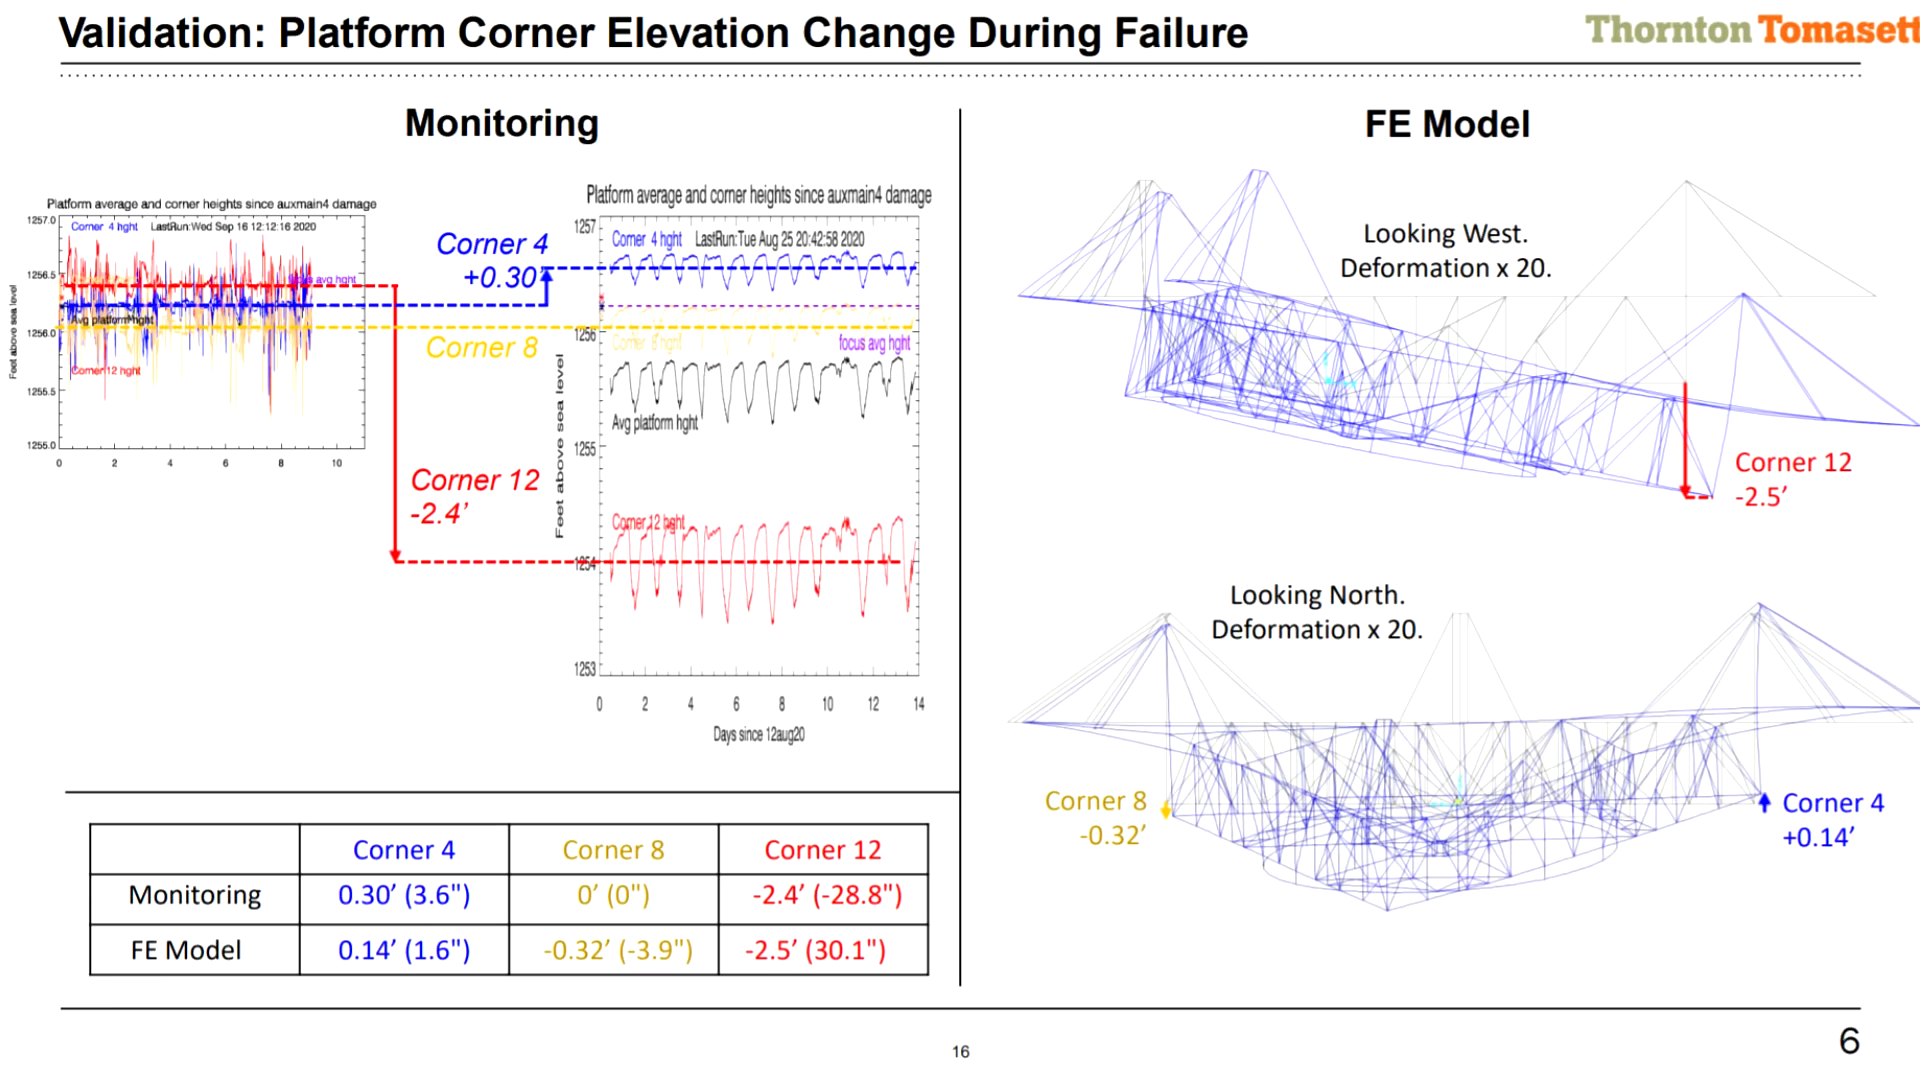 Validation: Platform Corner Elevation Change During Failure
Thornton Tomasett
Monitoring
Platform average and corner heights since auxmain4 damage
1257.0
1256.5
1256.0
1255.5
1255.0
Feet above sea level
Corner 4 hght LastRun:Wed Sep 16 12:12:16 2020
avg hght
Avg platform hght
Corner 12 hght
0 2 4 6 8 10
Corner 4
+0.30'
Corner 8
Corner 12
-2.4’
Platform average and corner heights since auxmain4 damage
1257
1256
1255
1254
1253
Feet above sea level
Corner 4 hght LastRun:Tue Aug 25 20:42:58 2020
Corner 8 hght
focus avg hght
Avg platform hght
Corner 12 hght
0 2 4 6 8 10 12 14
Days since 12aug20
Corner 4 Corner 8 Corner 12
Monitoring 0.30’ (3.6") 0’ (0") -2.4’ (-28.8")
FE Model 0.14’ (1.6") -0.32’ (-3.9") -2.5’ (30.1")
FE Model
Looking West.
Deformation x 20.
Corner 12
-2.5’
Looking North.
Deformation x 20.
Corner 8
-0.32’
Corner 4
+0.14’
16
6